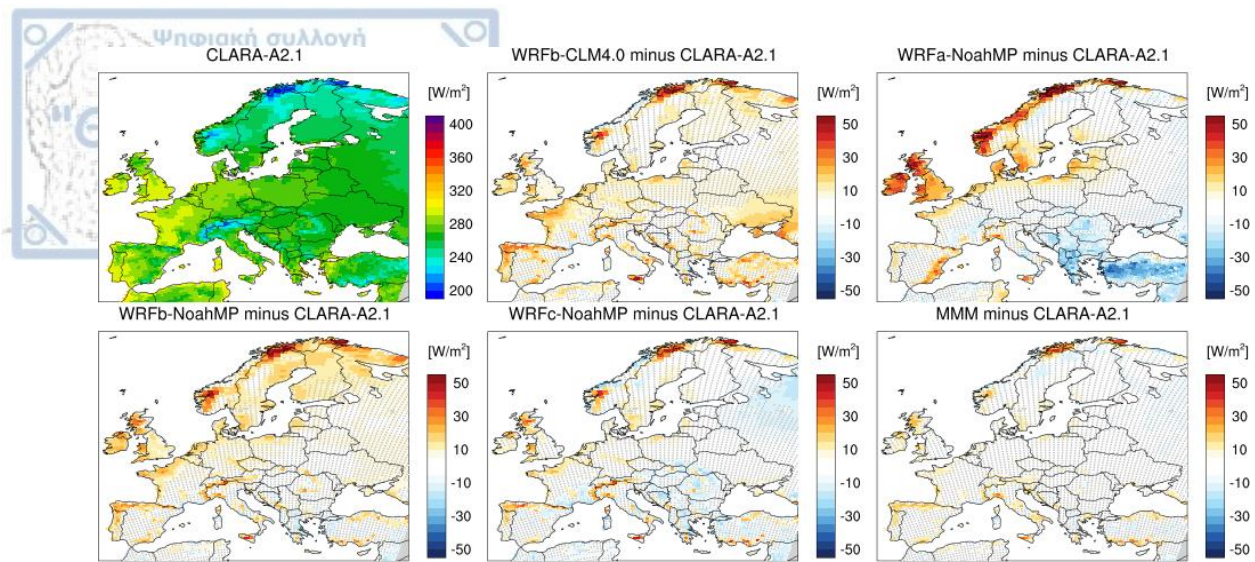 Ψηφιακή συλλογή
CLARA-A2.1
WRFb-CLM4.0 minus CLARA-A2.1
WRFa-NoahMP minus CLARA-A2.1
[W/m²]
400
360
320
280
240
200
[W/m²]
50
30
10
-10
-30
-50
[W/m²]
50
30
10
-10
-30
-50
WRFb-NoahMP minus CLARA-A2.1
WRFc-NoahMP minus CLARA-A2.1
MMM minus CLARA-A2.1
[W/m²]
50
30
10
-10
-30
-50
[W/m²]
50
30
10
-10
-30
-50
[W/m²]
50
30
10
-10
-30
-50